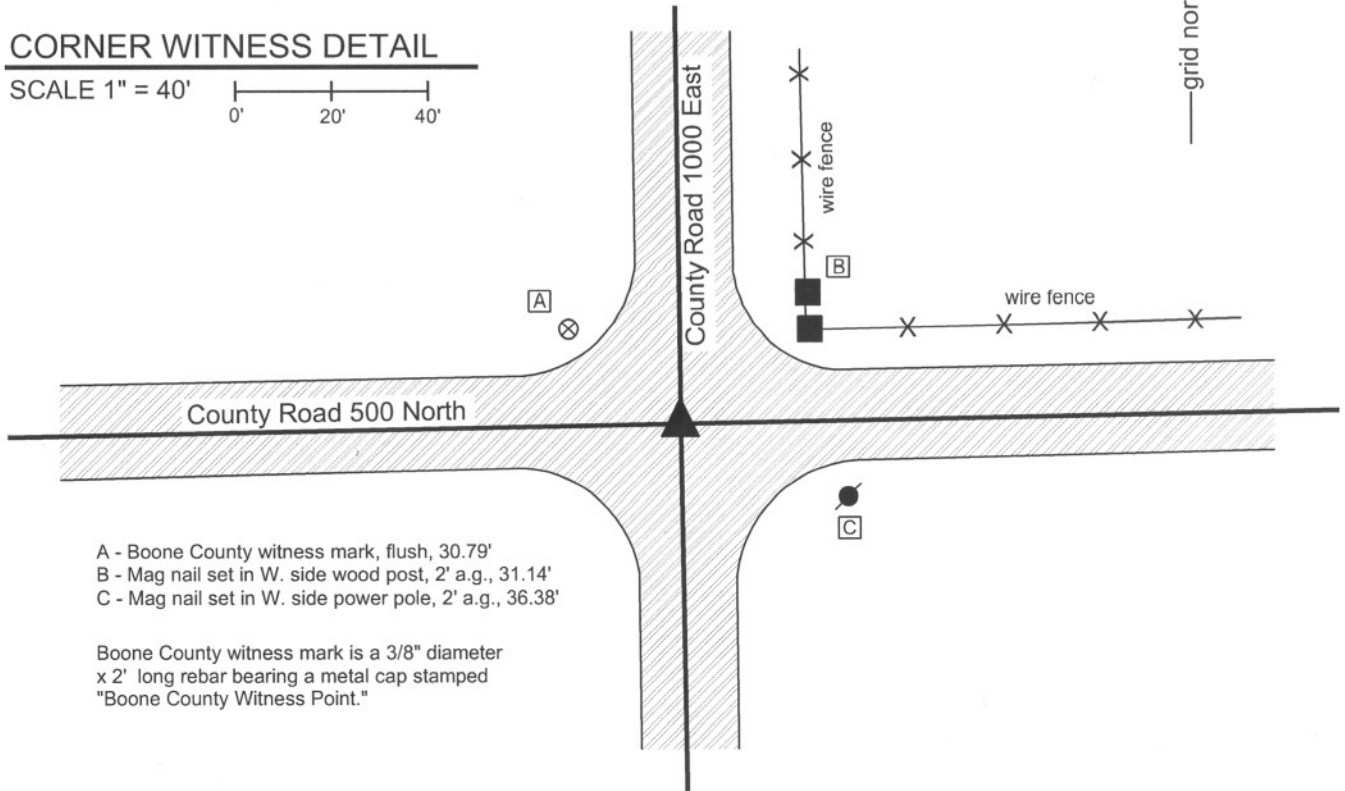 CORNER WITNESS DETAIL
SCALE 1" = 40'
0' 20' 40'
County Road 1000 East
wire fence
grid nor
A
B
wire fence
County Road 500 North
C
A - Boone County witness mark, flush, 30.79'
B - Mag nail set in W. side wood post, 2' a.g., 31.14'
C - Mag nail set in W. side power pole, 2' a.g., 36.38'
Boone County witness mark is a 3/8" diameter
x 2' long rebar bearing a metal cap stamped
"Boone County Witness Point."